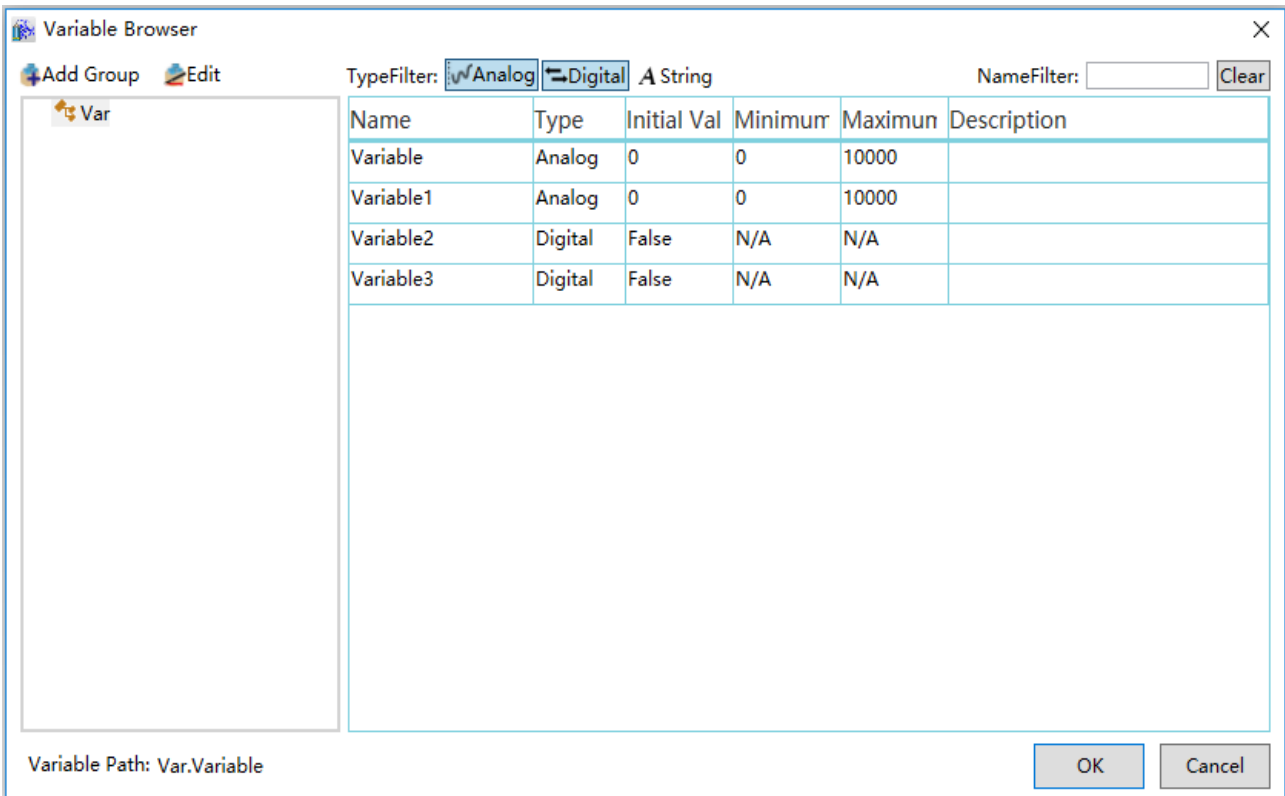 Variable Browser
Add Group Edit TypeFilter: Analog Digital A String NameFilter: Clear
Var
Name Type Initial Val Minimum Maximun Description
Variable Analog 0 0 10000
Variable1 Analog 0 0 10000
Variable2 Digital False N/A N/A
Variable3 Digital False N/A N/A
Variable Path: Var.Variable OK Cancel